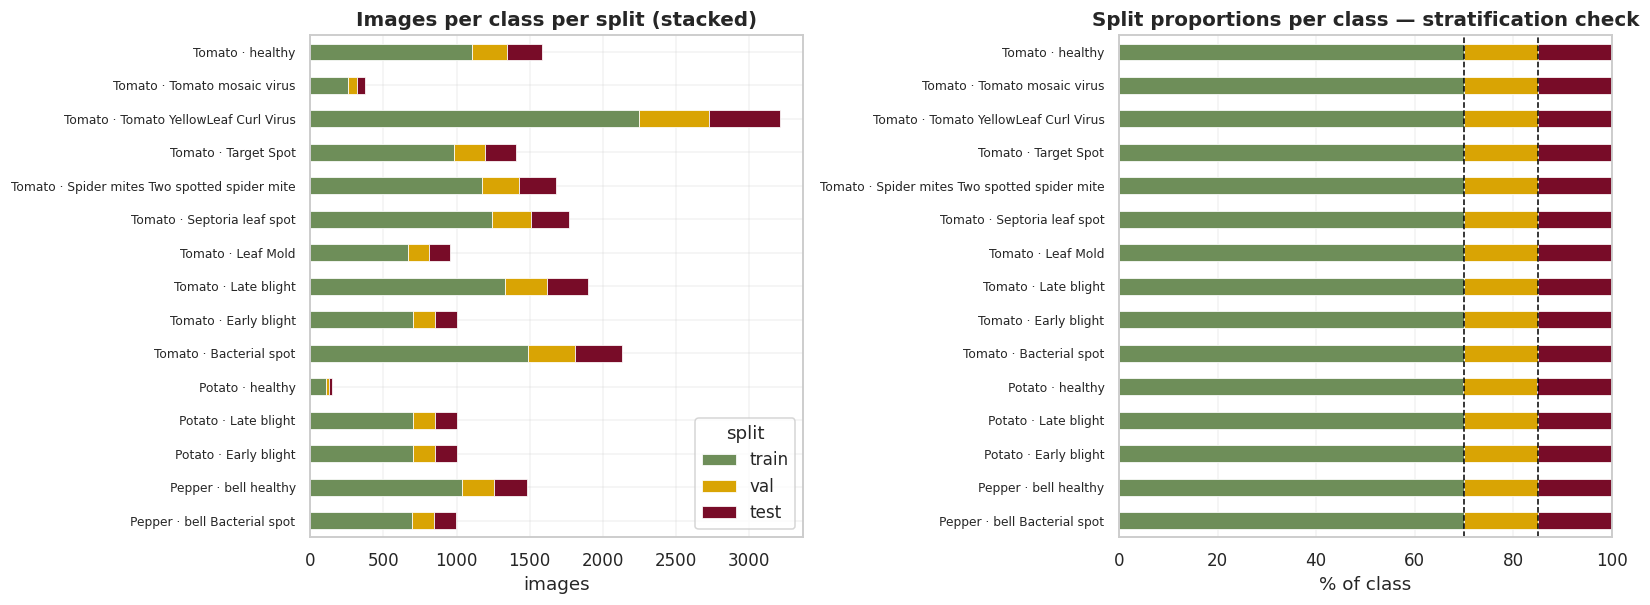 Images per class per split (stacked)
Tomato · healthy
Tomato · Tomato mosaic virus
Tomato · Tomato YellowLeaf Curl Virus
Tomato · Target Spot
Tomato · Spider mites Two spotted spider mite
Tomato · Septoria leaf spot
Tomato · Leaf Mold
Tomato · Late blight
Tomato · Early blight
Tomato · Bacterial spot
Potato · healthy
Potato · Late blight
Potato · Early blight
Pepper · bell healthy
Pepper · bell Bacterial spot
split
train
val
test
0 500 1000 1500 2000 2500 3000
images
Split proportions per class — stratification check
Tomato · healthy
Tomato · Tomato mosaic virus
Tomato · Tomato YellowLeaf Curl Virus
Tomato · Target Spot
Tomato · Spider mites Two spotted spider mite
Tomato · Septoria leaf spot
Tomato · Leaf Mold
Tomato · Late blight
Tomato · Early blight
Tomato · Bacterial spot
Potato · healthy
Potato · Late blight
Potato · Early blight
Pepper · bell healthy
Pepper · bell Bacterial spot
0 20 40 60 80 100
% of class